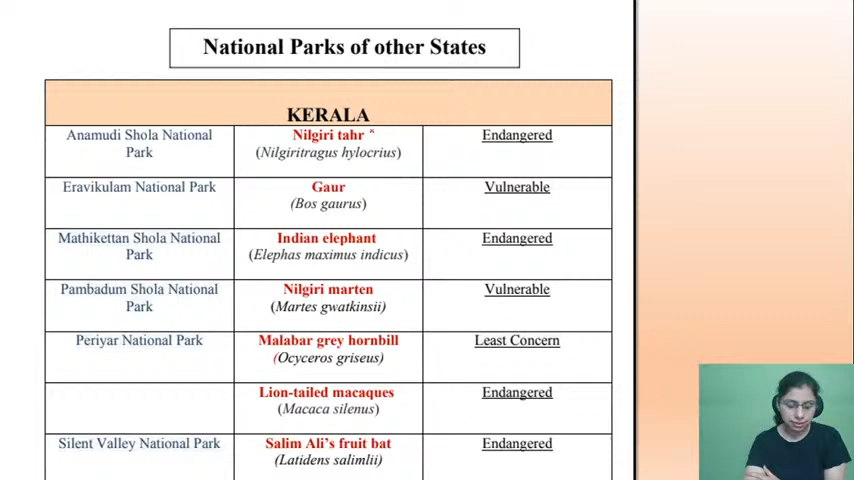 National Parks of other States
KERALA
Anamudi Shola National
Park
Nilgiri tahr
(Nilgiritragus hylocrius)
Endangered
Eravikulam National Park
Gaur
(Bos gaurus)
Vulnerable
Mathikettan Shola National
Park
Indian elephant
(Elephas maximus indicus)
Endangered
Pambadum Shola National
Park
Nilgiri marten
(Martes gwatkinsii)
Vulnerable
Periyar National Park
Malabar grey hornbill
(Ocyceros griseus)
Least Concern
Lion-tailed macaques
(Macaca silenus)
Endangered
Silent Valley National Park
Salim Ali's fruit bat
(Latidens salimlii)
Endangered